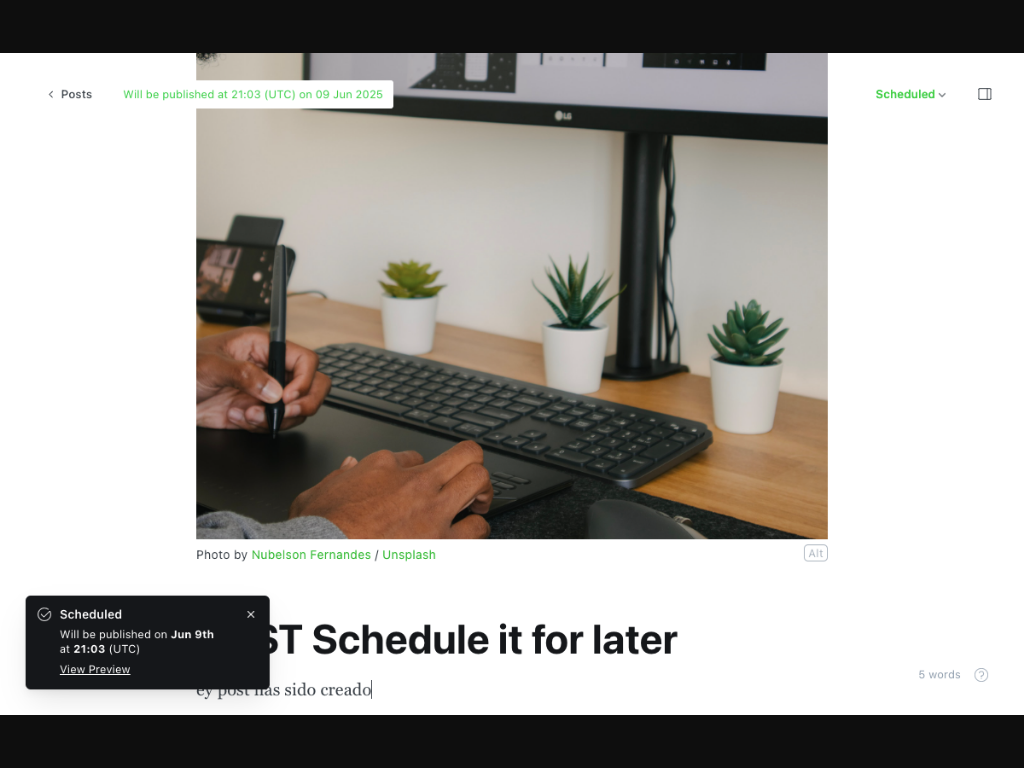 Posts
Will be published at 21:03 (UTC) on 09 Jun 2025
Scheduled
LG
Photo by Nubelson Fernandes / Unsplash
Alt
Scheduled
Will be published on Jun 9th
at 21:03 (UTC)
View Preview
ST Schedule it for later
ey post has sido creado
5 words
?